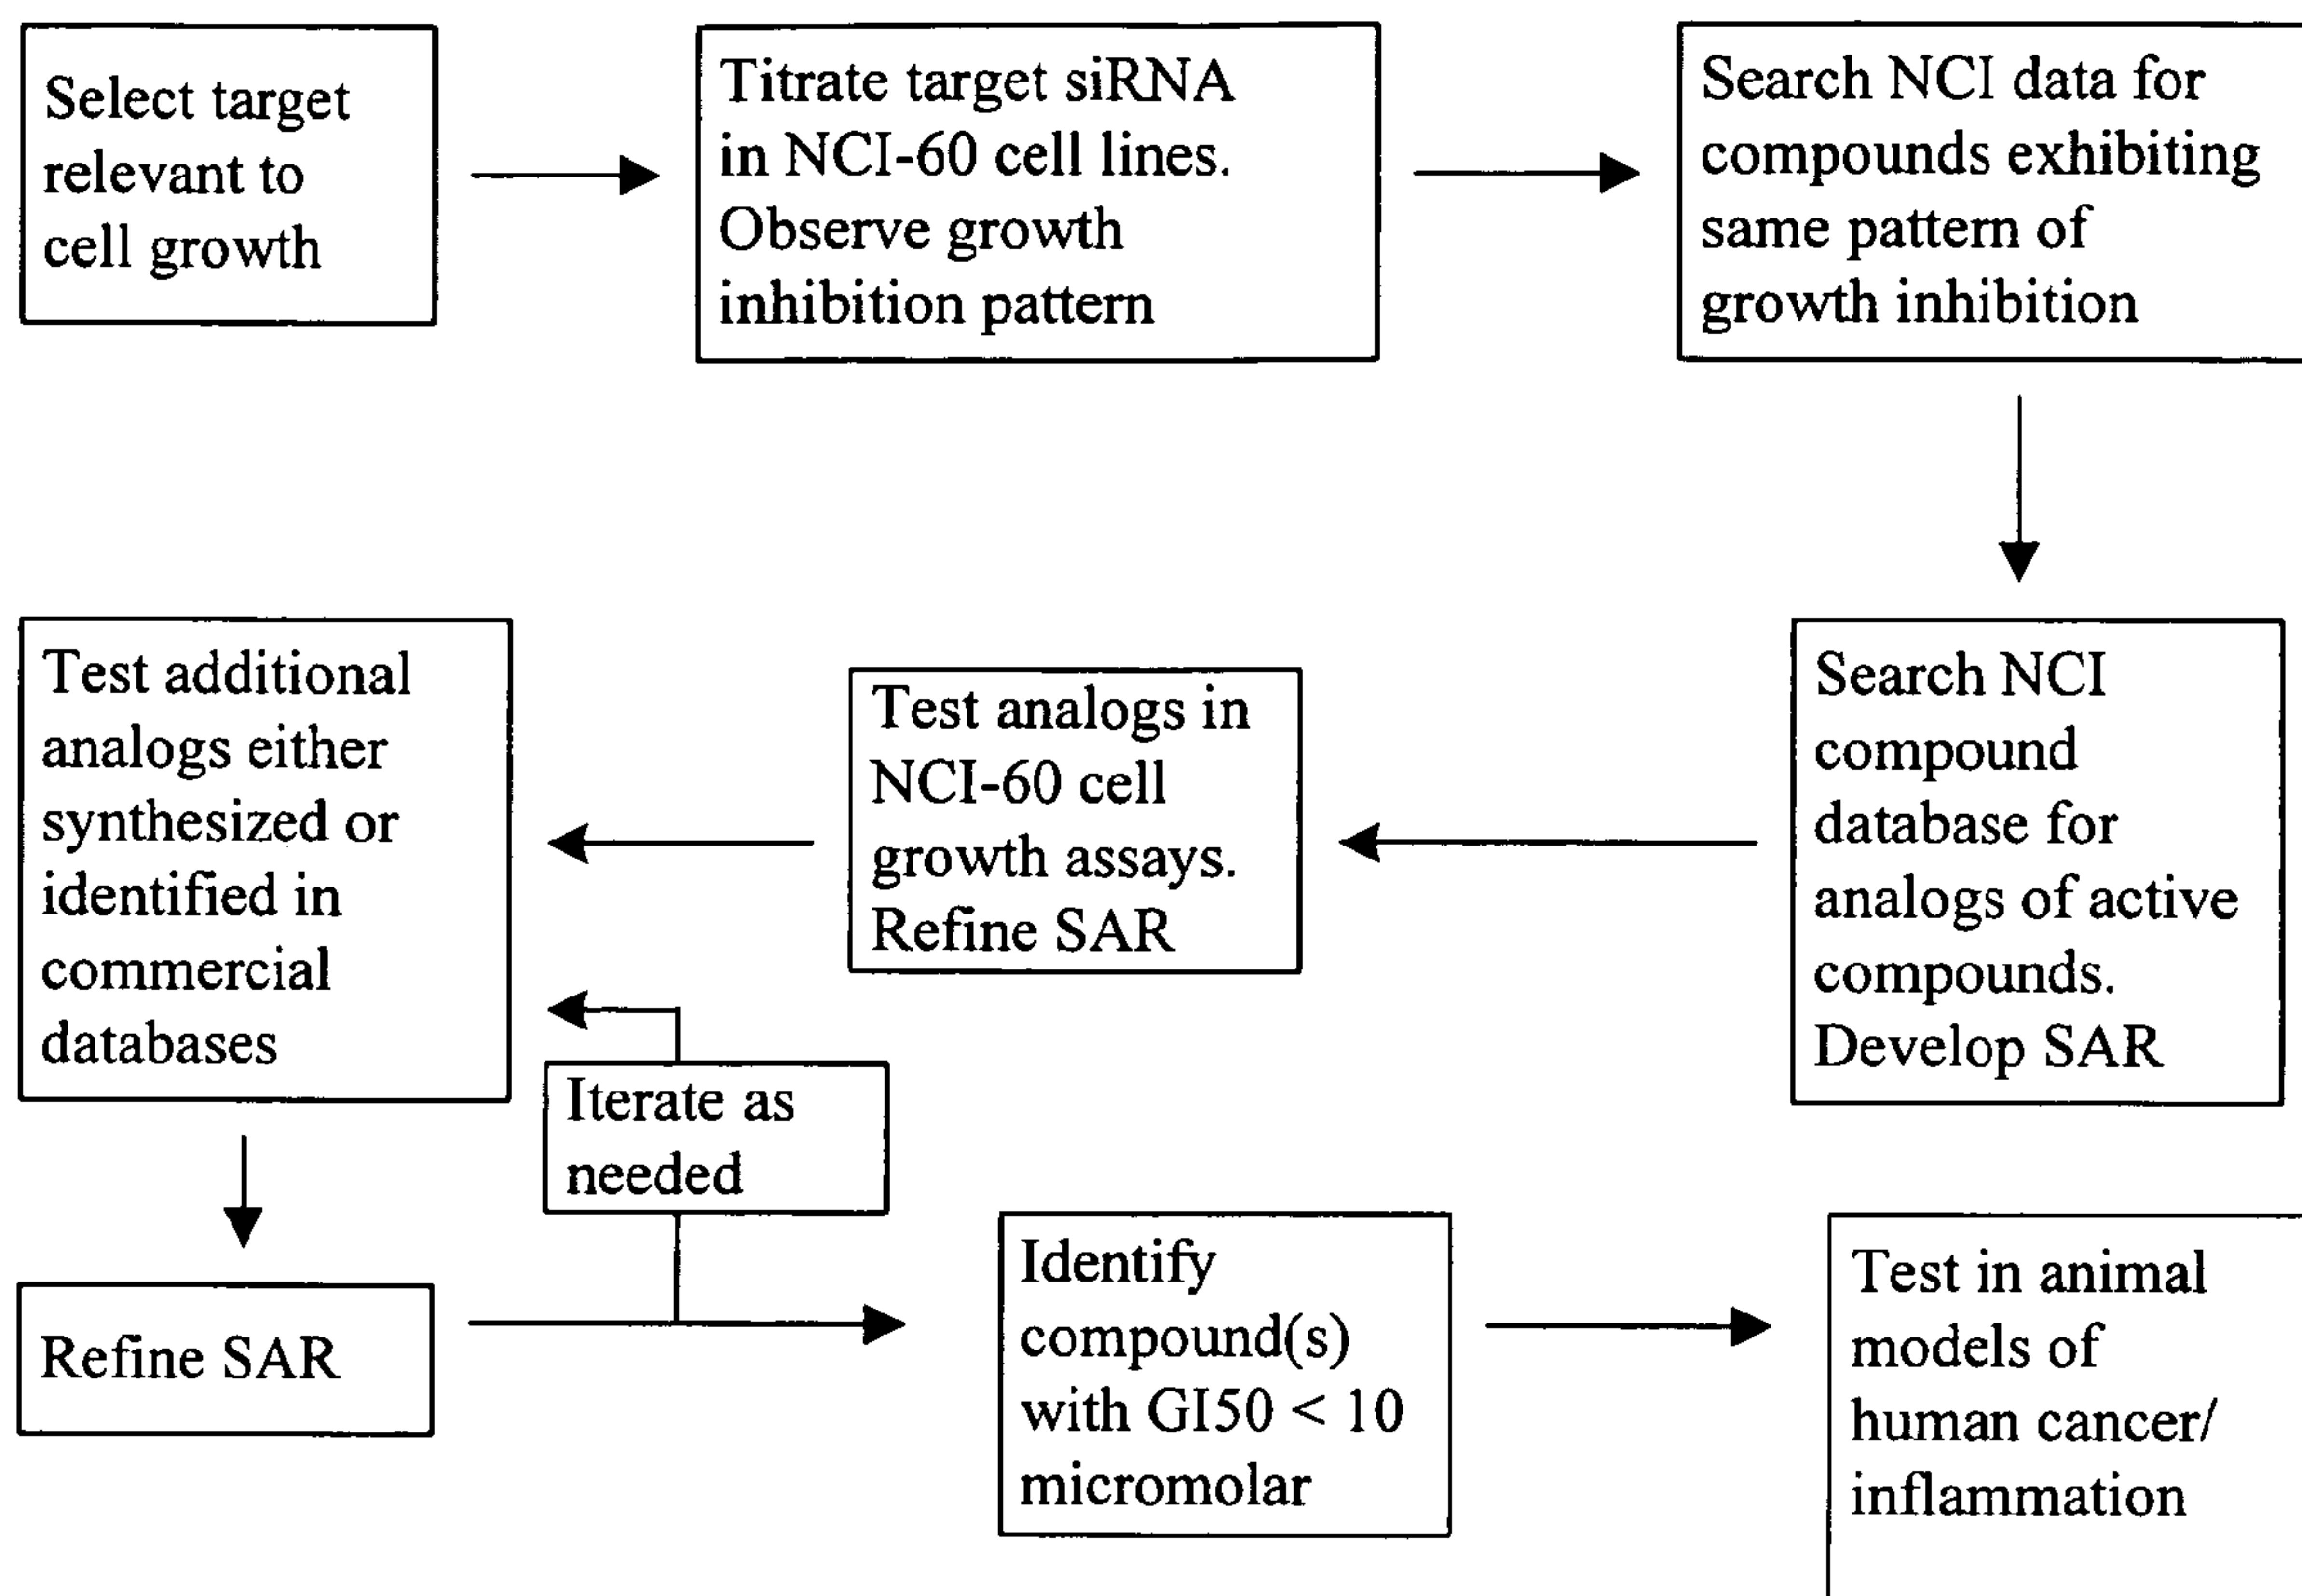 Select target
relevant to
cell growth
Titrate target siRNA
in NCI-60 cell lines.
Observe growth
inhibition pattern
Search NCI data for
compounds exhibiting
same pattern of
growth inhibition
Search NCI
compound
database for
analogs of active
compounds.
Develop SAR
Test analogs in
NCI-60 cell
growth assays.
Refine SAR
Test additional
analogs either
synthesized or
identified in
commercial
databases
Refine SAR
Iterate as
needed
Identify
compound(s)
with GI50 < 10
micromolar
Test in animal
models of
human cancer/
inflammation